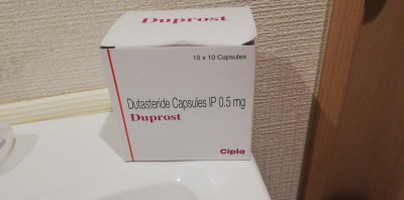 Duprost
10 x 10 Capsules
Dutasteride Capsules IP 0.5 mg
Duprost
Cipla